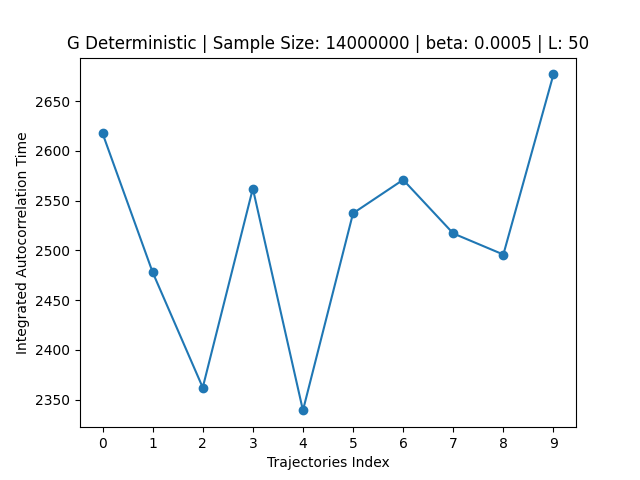 G Deterministic | Sample Size: 14000000 | beta: 0.0005 | L: 50
Integrated Autocorrelation Time
2650
2600
2550
2500
2450
2400
2350
0 1 2 3 4 5 6 7 8 9
Trajectories Index